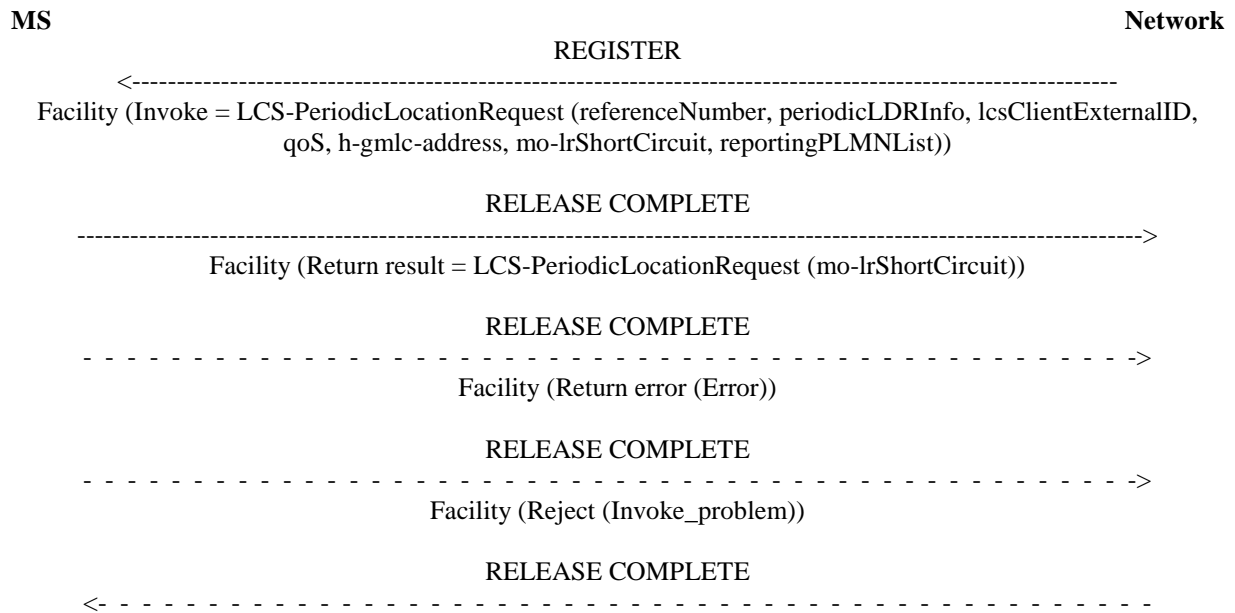 MS Network
REGISTER
<----------------------------------------------------------------------------------------------------------------
Facility (Invoke = LCS-PeriodicLocationRequest (referenceNumber, periodicLDRInfo, lcsClientExternalID,
qoS, h-gmlc-address, mo-lrShortCircuit, reportingPLMNList))
RELEASE COMPLETE
------------------------------------------------------------------------------------------------------------------------>
Facility (Return result = LCS-PeriodicLocationRequest (mo-lrShortCircuit))
RELEASE COMPLETE
- - - - - - - - - - - - - - - - - - - - - - - - - - - - - - - - - - - - - - - - - - - - - - - ->
Facility (Return error (Error))
RELEASE COMPLETE
- - - - - - - - - - - - - - - - - - - - - - - - - - - - - - - - - - - - - - - - - - - - - - - ->
Facility (Reject (Invoke_problem))
RELEASE COMPLETE
<- - - - - - - - - - - - - - - - - - - - - - - - - - - - - - - - - - - - - - - - - - - - - - - -